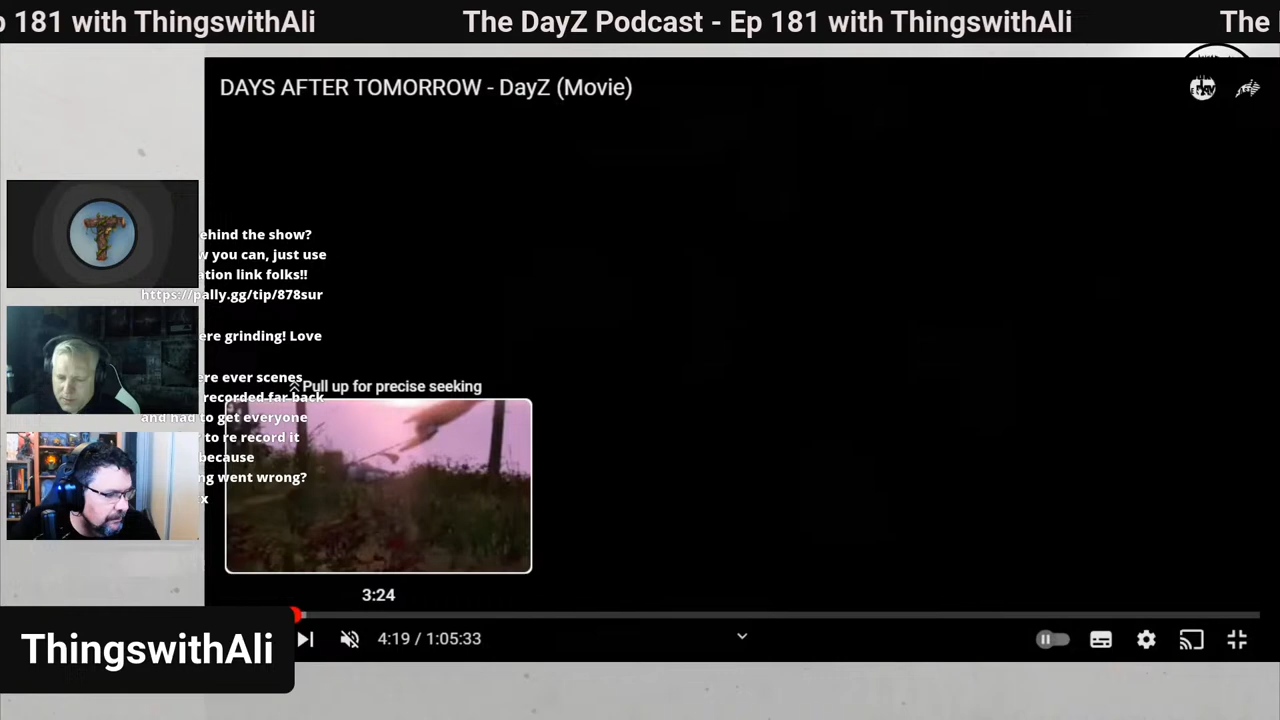 p 181 with ThingswithAli
The DayZ Podcast - Ep 181 with ThingswithAli
The
DAYS AFTER TOMORROW - DayZ (Movie)
ehind the show?
you can, just use
ation link folks!!
https://pally.gg/tip/878sur
ere grinding! Love
re ever scenes
recorded far back
and had to get everyone
to re record it
because
ng went wrong?
x
Pull up for precise seeking
3:24
4:19 / 1:05:33
ThingswithAli